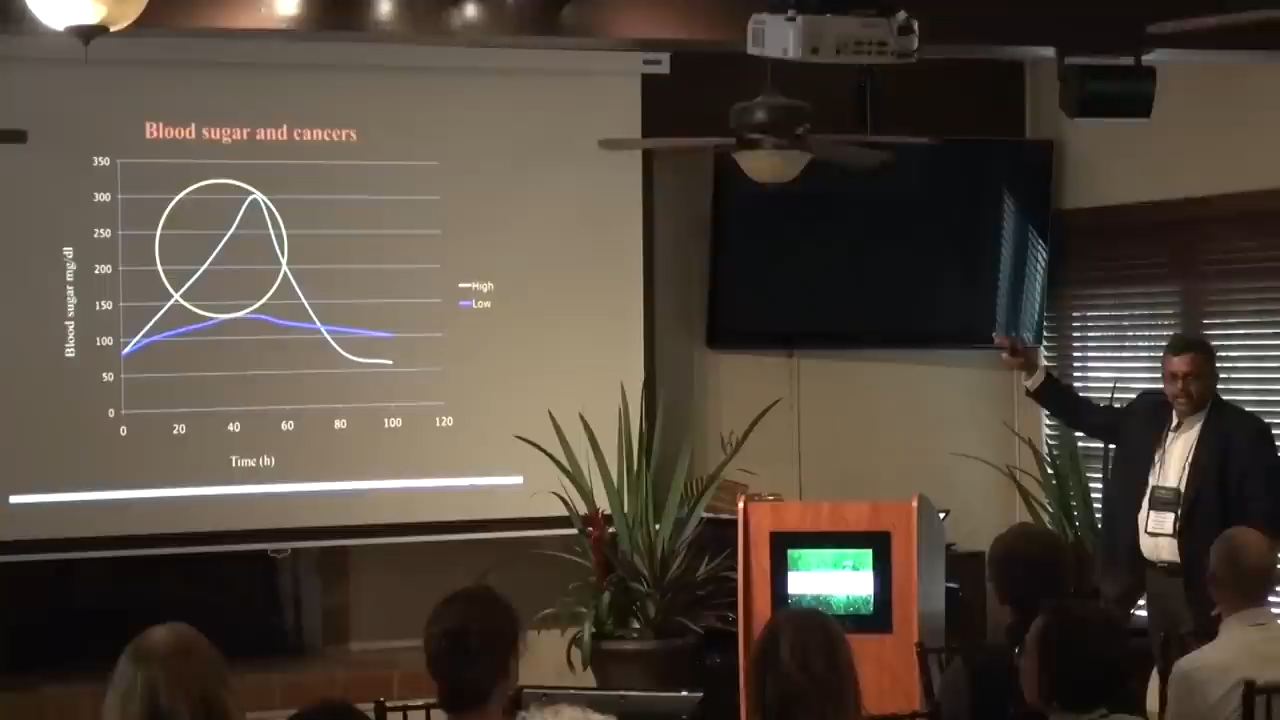 Blood sugar and cancers
350
300
250
200
150
100
50
0
Blood sugar mg/dl
0 20 40 60 80 100 120
Time (h)
High
Low